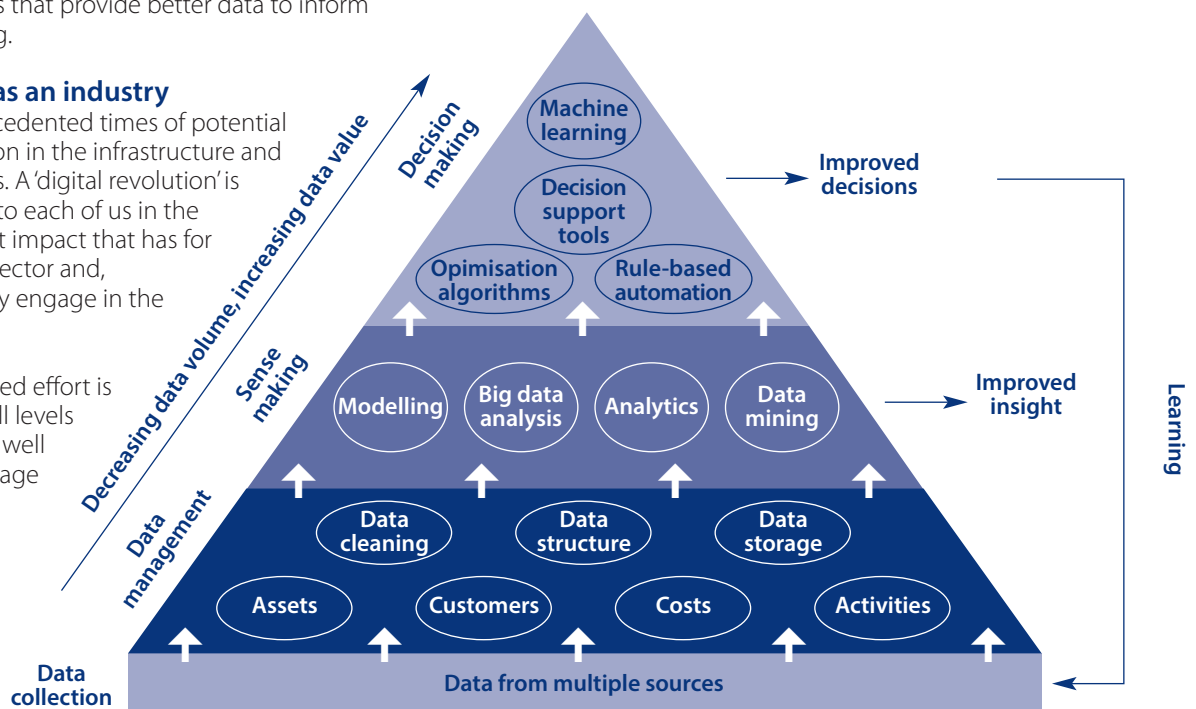 s that provide better data to inform
g.
as an industry
cedented times of potential
on in the infrastructure and
s. A ‘digital revolution’ is
to each of us in the
t impact that has for
ector and,
y engage in the
ed effort is
ll levels
well
age
Decreasing data volume, increasing data value
Decision
making
Sense
making
Data
management
Data
collection
Machine
learning
Decision
support
tools
Opimisation
algorithms
Rule-based
automation
Improved
decisions
Modelling
Big data
analysis
Analytics
Data
mining
Improved
insight
Data
cleaning
Data
structure
Data
storage
Assets
Customers
Costs
Activities
Data from multiple sources
Learning